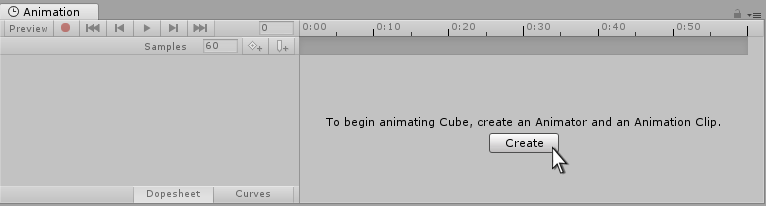 Animation
Preview 0 0:00 0:10 0:20 0:30 0:40 0:50
Samples 60
To begin animating Cube, create an Animator and an Animation Clip.
Create
Dopesheet Curves